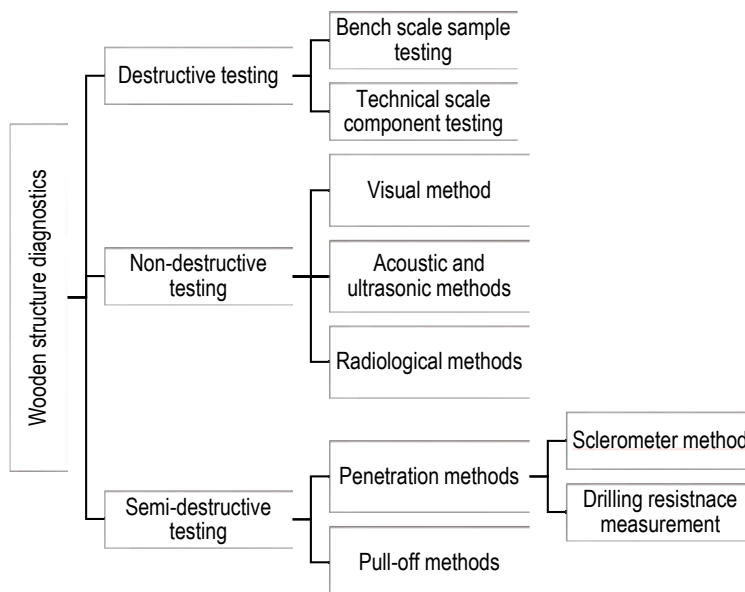 Wooden structure diagnostics
Destructive testing
Bench scale sample
testing
Technical scale
component testing
Non-destructive
testing
Visual method
Acoustic and
ultrasonic methods
Radiological methods
Semi-destructive
testing
Penetration methods
Sclerometer method
Drilling resistnace
measurement
Pull-off methods